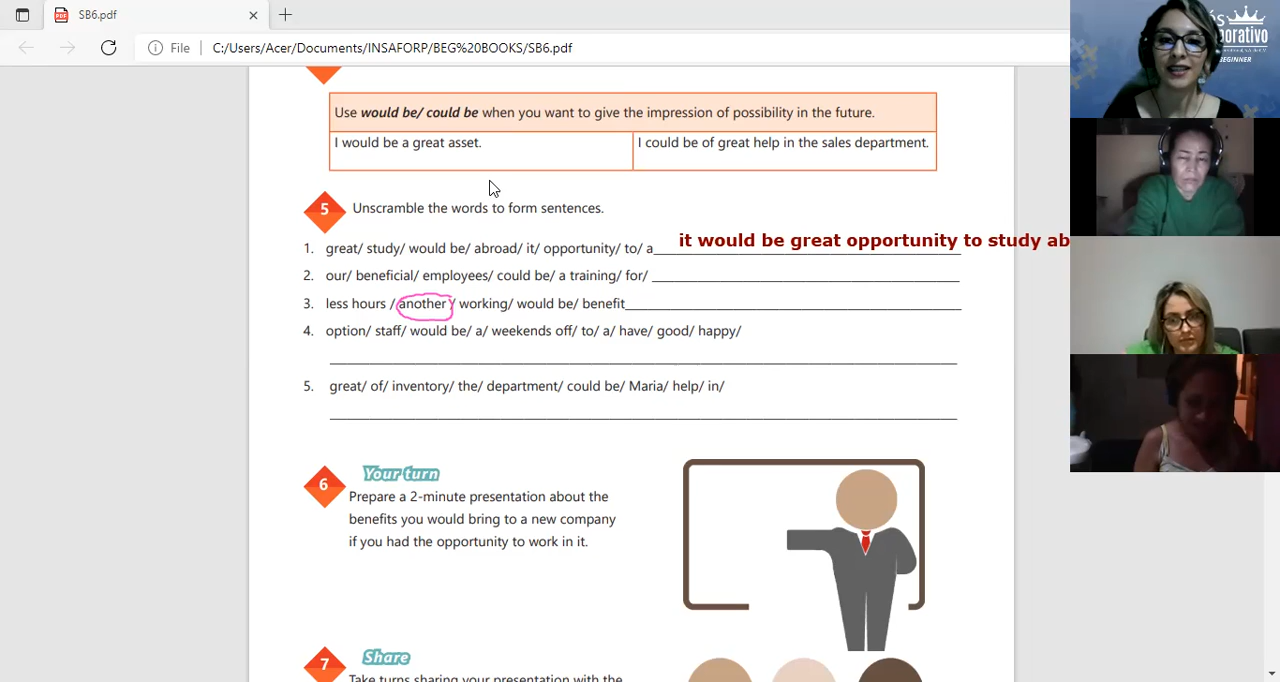 SB6.pdf
File C:/Users/Acer/Documents/INSAFORP/BEG%20BOOKS/SB6.pdf
Use would be/ could be when you want to give the impression of possibility in the future.
I would be a great asset. I could be of great help in the sales department.
5 Unscramble the words to form sentences.
1. great/ study/ would be/ abroad/ it/ opportunity/ to/ a it would be great opportunity to study ab
2. our/ beneficial/ employees/ could be/ a training/ for/
3. less hours / another/ working/ would be/ benefit
4. option/ staff/ would be/ a/ weekends off/ to/ a/ have/ good/ happy/
5. great/ of/ inventory/ the/ department/ could be/ Maria/ help/ in/
6 Your turn
Prepare a 2-minute presentation about the
benefits you would bring to a new company
if you had the opportunity to work in it.
7 Share
Take turns sharing your presentation with the
BEGINNER